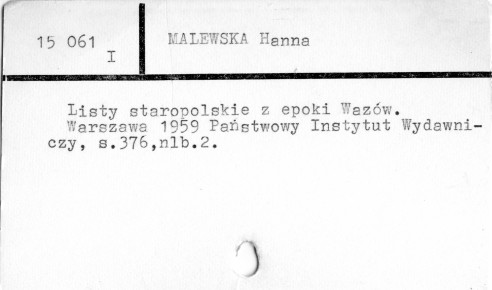 15 061
I
MALEWSKA Hanna
Listy staropolskie z epoki Wazów.
Warszawa 1959 Państwowy Instytut Wydawni-
czy, s.376,nlb.2.